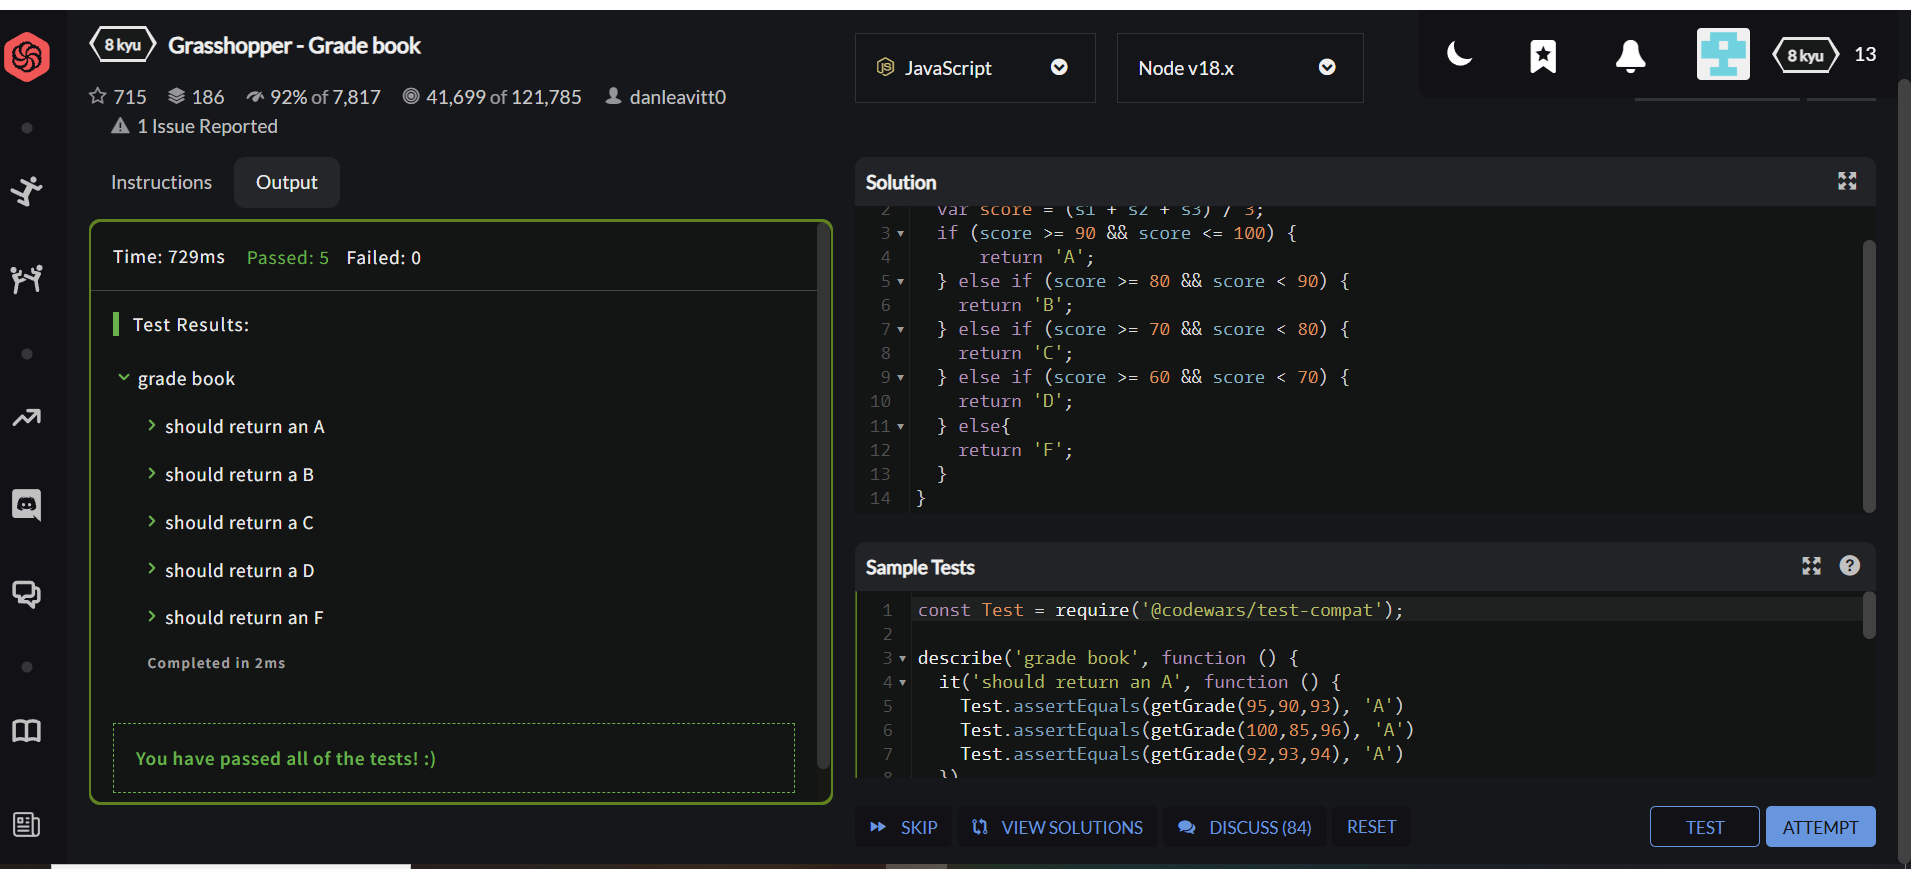 8 kyu
Grasshopper - Grade book
715 186 92% of 7,817 41,699 of 121,785 danleavitt0
1 Issue Reported
JavaScript
Node v18.x
8 kyu 13
Instructions
Output
Time: 729ms Passed: 5 Failed: 0
Test Results:
grade book
should return an A
should return a B
should return a C
should return a D
should return an F
Completed in 2ms
You have passed all of the tests! :)
Solution
2 var score = (s1 + s2 + s3) / 3;
3 if (score >= 90 && score <= 100) {
4 return 'A';
5 } else if (score >= 80 && score < 90) {
6 return 'B';
7 } else if (score >= 70 && score < 80) {
8 return 'C';
9 } else if (score >= 60 && score < 70) {
10 return 'D';
11 } else{
12 return 'F';
13 }
14 }
Sample Tests
1 const Test = require('@codewars/test-compat');
2
3 describe('grade book', function () {
4 it('should return an A', function () {
5 Test.assertEquals(getGrade(95,90,93), 'A')
6 Test.assertEquals(getGrade(100,85,96), 'A')
7 Test.assertEquals(getGrade(92,93,94), 'A')
8 })
SKIP
VIEW SOLUTIONS
DISCUSS (84)
RESET
TEST
ATTEMPT